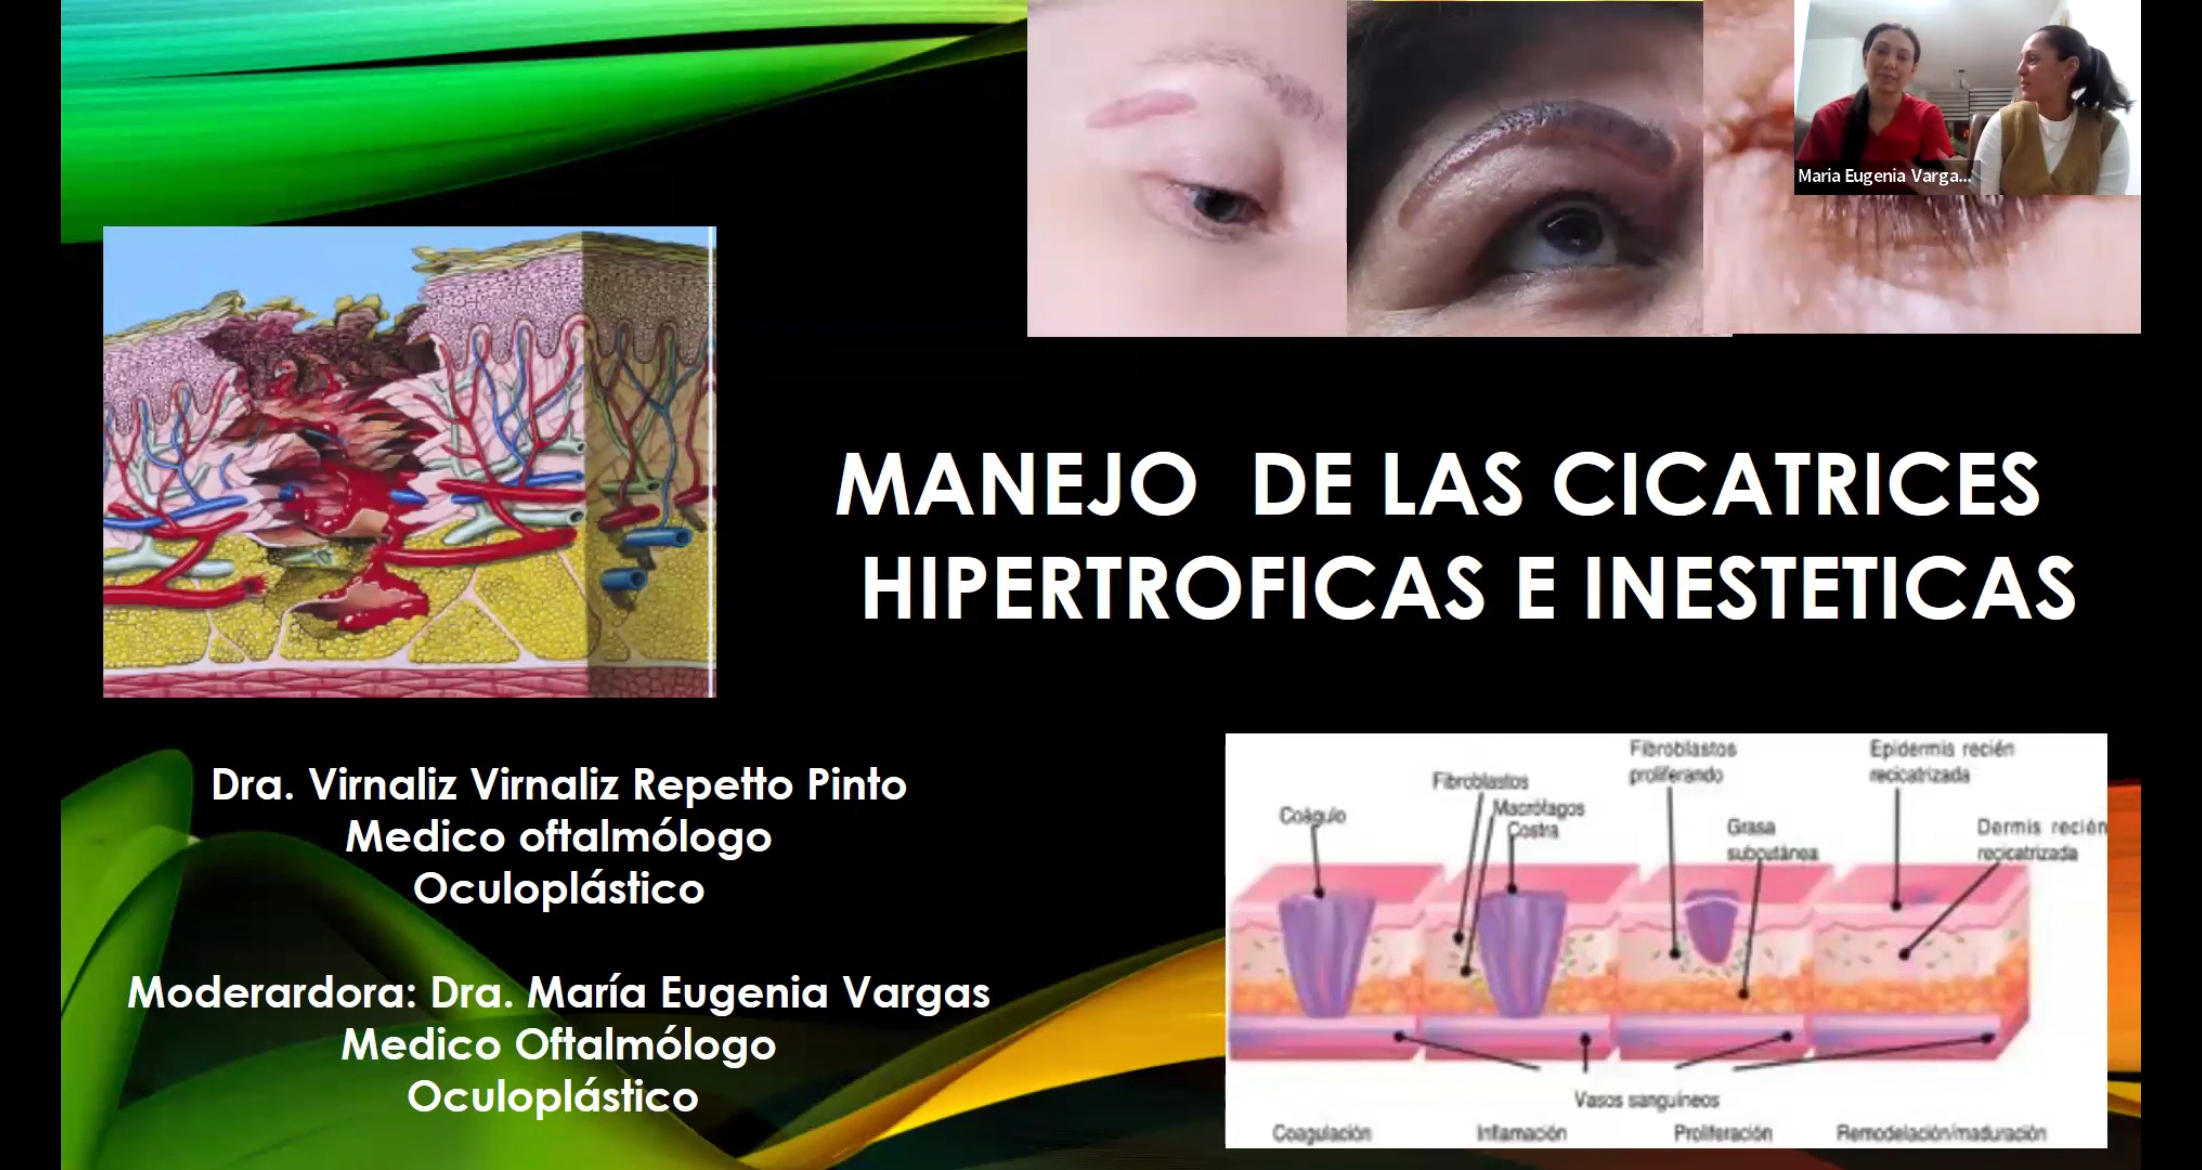 Maria Eugenia Varga...
MANEJO DE LAS CICATRICES
HIPERTROFICAS E INESTETICAS
Dra. Virnaliz Virnaliz Repetto Pinto
Medico oftalmólogo
Oculoplástico
Moderardora: Dra. María Eugenia Vargas
Medico Oftalmólogo
Oculoplástico
Coágulo
Fibroblastos
Macrófagos
Costra
Fibroblastos
proliferando
Grasa
subcutánea
Epidermis recién
recicatrizada
Dermis recién
recicatrizada
Vasos sanguíneos
Coagulación
Inflamación
Proliferación
Remodelación/maduración